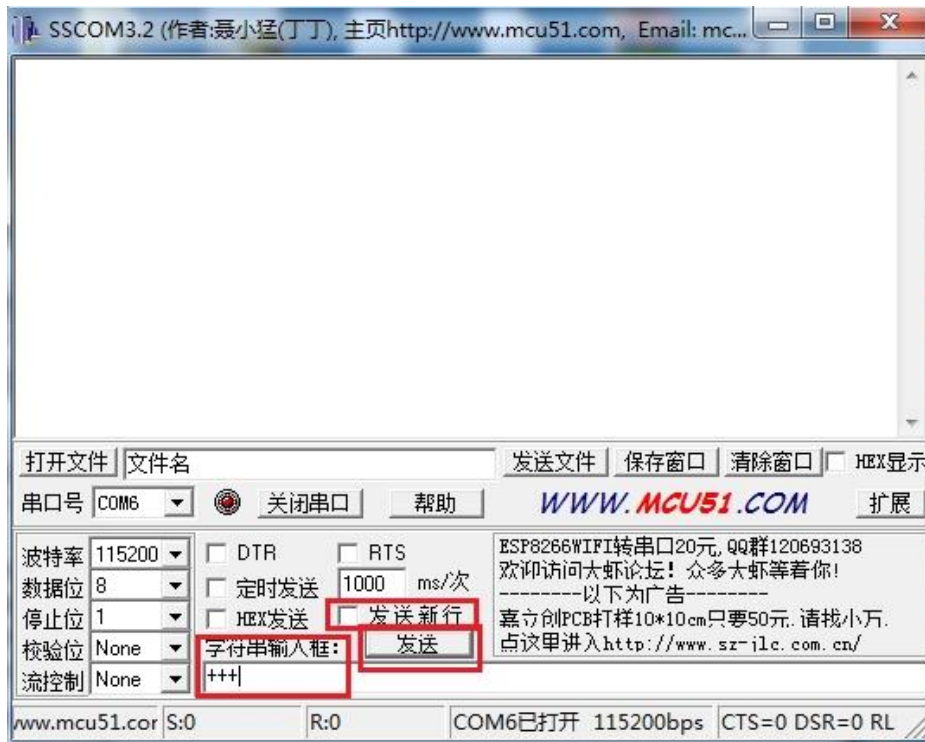 SSCOM3.2 (作者:聂小猛(丁丁), 主页http://www.mcu51.com, Email: mc...
打开文件 文件名 发送文件 保存窗口 清除窗口 HEX显示
串口号 COM6 关闭串口 帮助 WWW.MCU51.COM 扩展
波特率 115200 DTR RTS
数据位 8 定时发送 1000 ms/次
停止位 1 HEX发送 发送新行
校验位 None 字符串输入框: 发送
流控制 None +++
ESP8266WIFI转串口20元,QQ群120693138
欢迎访问大虾论坛! 众多大虾等着你!
--------以下为广告--------
嘉立创PCB打样10*10cm只要50元.请找小万.
点这里进入http://www.sz-jlc.com.cn/
www.mcu51.cor S:0 R:0 COM6已打开 115200bps CTS=0 DSR=0 RL